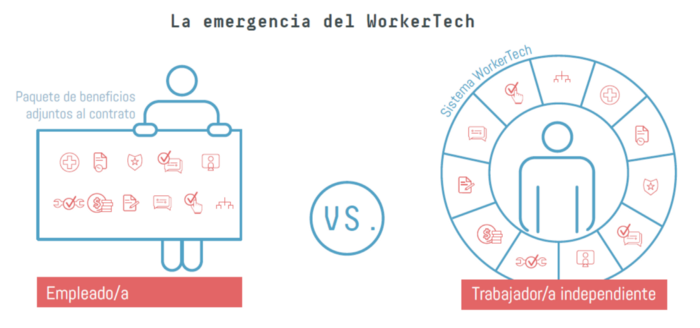 La emergencia del WorkerTech
Paquete de beneficios
adjuntos al contrato
Sistema WorkerTech
VS.
Empleado/a
Trabajador/a independiente